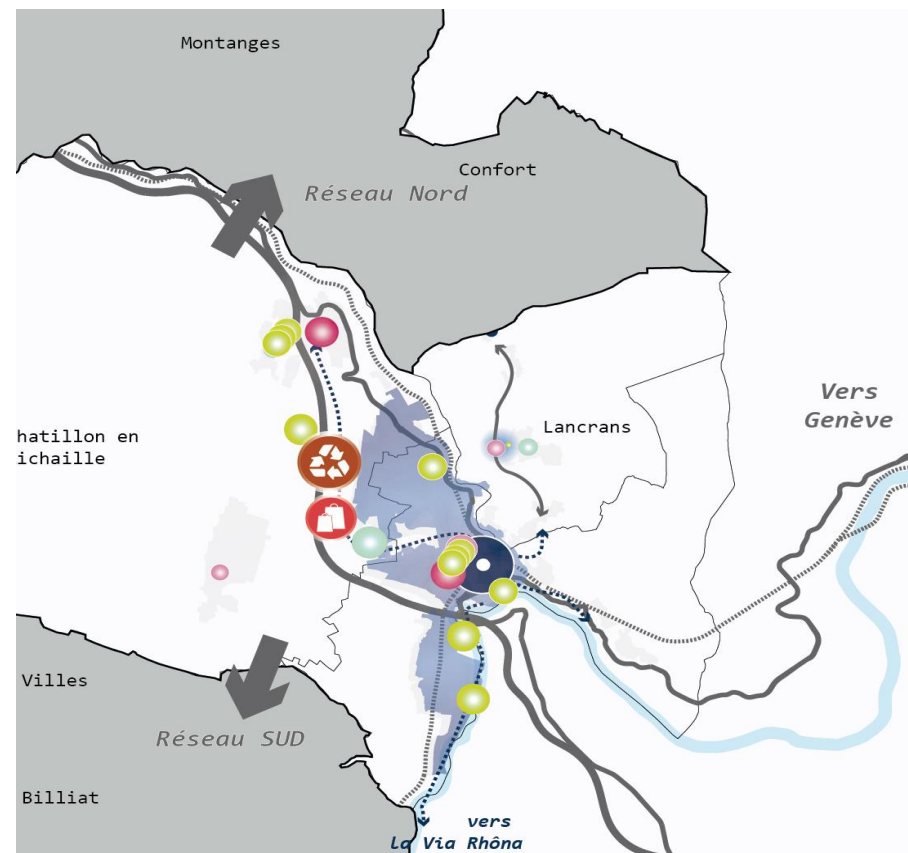 Montanges
Confort
Réseau Nord
Vers
Genève
hatillon en
ichaille
Lancrans
Villes
Réseau SUD
Billiat
vers
la Via Rhôna